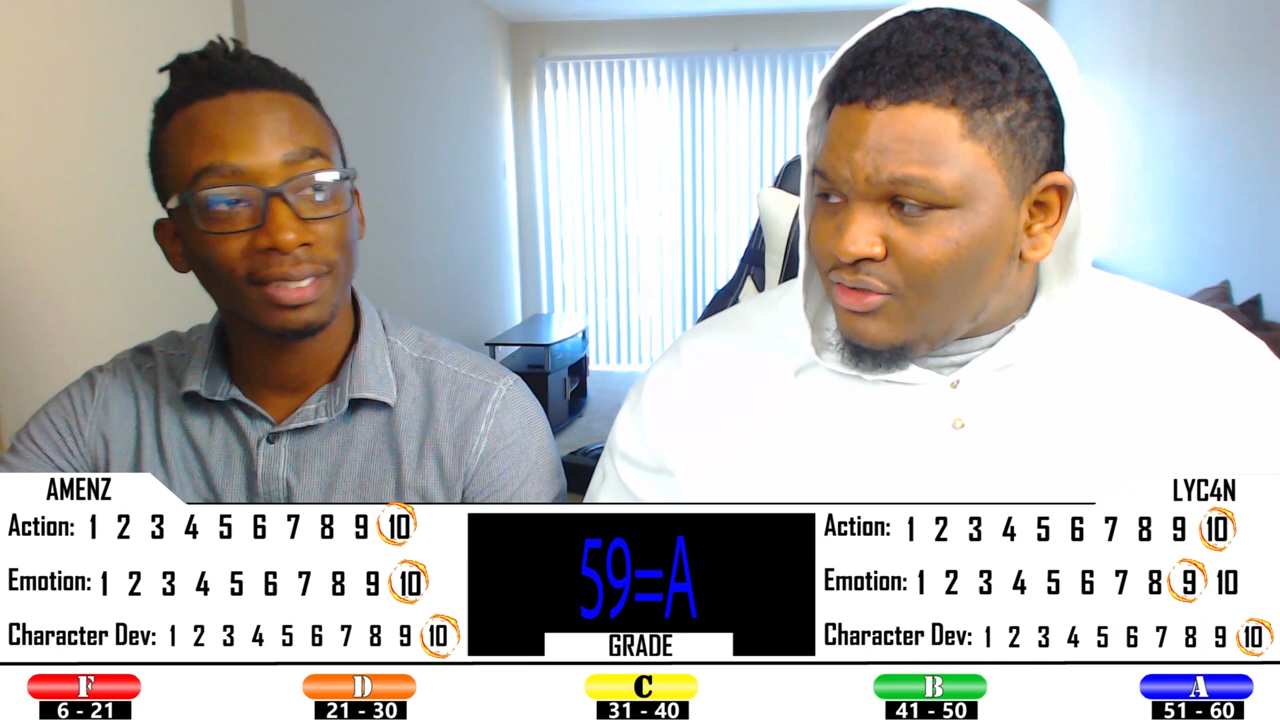 AMENZ
Action: 1 2 3 4 5 6 7 8 9 10
Emotion: 1 2 3 4 5 6 7 8 9 10
Character Dev: 1 2 3 4 5 6 7 8 9 10
59=A
GRADE
LYC4N
Action: 1 2 3 4 5 6 7 8 9 10
Emotion: 1 2 3 4 5 6 7 8 9 10
Character Dev: 1 2 3 4 5 6 7 8 9 10
F
6 - 21
D
21 - 30
C
31 - 40
B
41 - 50
A
51 - 60